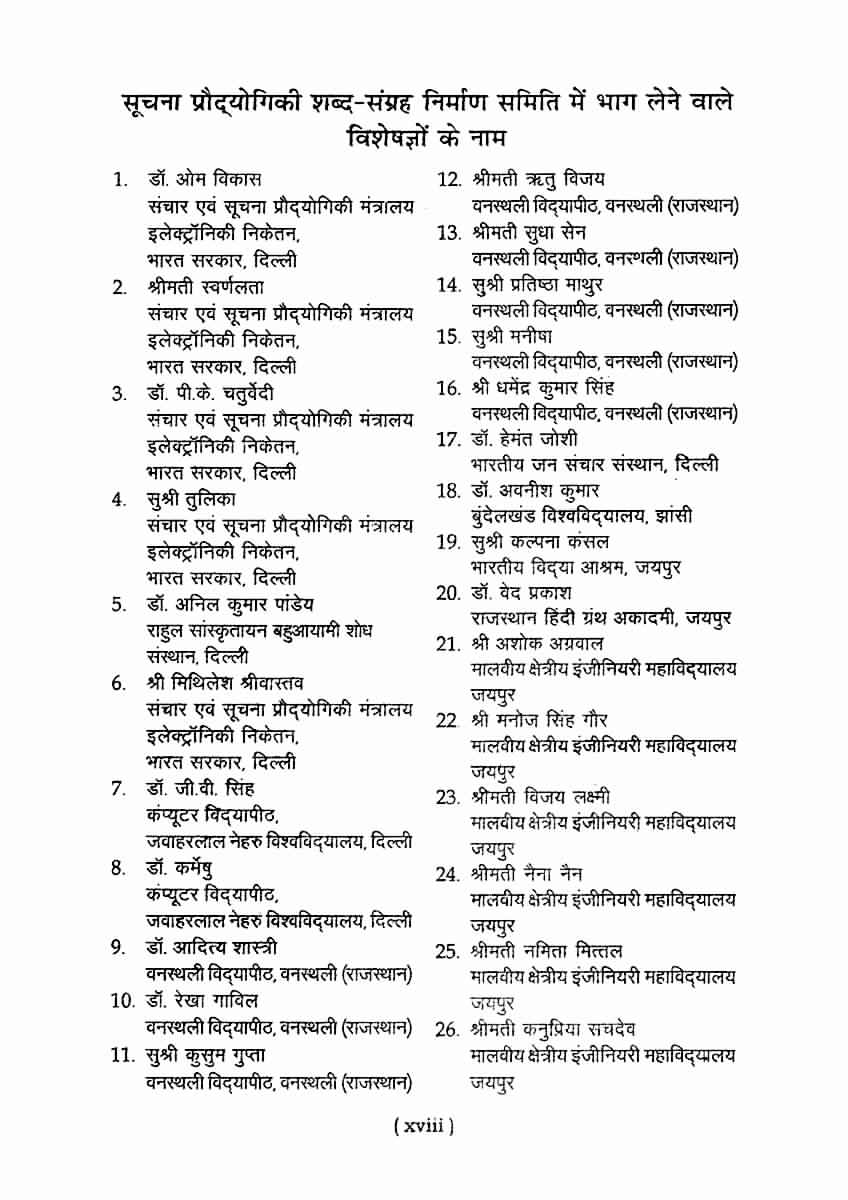 सूचना प्रौद्योगिकी शब्द-संग्रह निर्माण समिति में भाग लेने वाले
विशेषज्ञों के नाम
1. डॉ. ओम विकास
संचार एवं सूचना प्रौद्योगिकी मंत्रालय
इलेक्ट्रॉनिकी निकेतन,
भारत सरकार, दिल्ली
2. श्रीमती स्वर्णलता
संचार एवं सूचना प्रौद्योगिकी मंत्रालय
इलेक्ट्रॉनिकी निकेतन,
भारत सरकार, दिल्ली
3. डॉ. पी.के. चतुर्वेदी
संचार एवं सूचना प्रौद्योगिकी मंत्रालय
इलेक्ट्रॉनिकी निकेतन,
भारत सरकार, दिल्ली
4. सुश्री तुलिका
संचार एवं सूचना प्रौद्योगिकी मंत्रालय
इलेक्ट्रॉनिकी निकेतन,
भारत सरकार, दिल्ली
5. डॉ. अनिल कुमार पांडेय
राहुल सांस्कृतायन बहुआयामी शोध
संस्थान, दिल्ली
6. श्री मिथिलेश श्रीवास्तव
संचार एवं सूचना प्रौद्योगिकी मंत्रालय
इलेक्ट्रॉनिकी निकेतन,
भारत सरकार, दिल्ली
7. डॉ. जी.वी. सिंह
कंप्यूटर विद्यापीठ,
जवाहरलाल नेहरु विश्वविद्यालय, दिल्ली
8. डॉ. कर्मेषु
कंप्यूटर विद्यापीठ,
जवाहरलाल नेहरु विश्वविद्यालय, दिल्ली
9. डॉ. आदित्य शास्त्री
वनस्थली विद्यापीठ, वनस्थली (राजस्थान)
10. डॉ. रेखा गाविल
वनस्थली विद्यापीठ, वनस्थली (राजस्थान)
11. सुश्री कुसुम गुप्ता
वनस्थली विद्यापीठ, वनस्थली (राजस्थान)
12. श्रीमती ऋतु विजय
वनस्थली विद्यापीठ, वनस्थली (राजस्थान)
13. श्रीमती सुधा सेन
वनस्थली विद्यापीठ, वनस्थली (राजस्थान)
14. सुश्री प्रतिष्ठा माथुर
वनस्थली विद्यापीठ, वनस्थली (राजस्थान)
15. सुश्री मनीषा
वनस्थली विद्यापीठ, वनस्थली (राजस्थान)
16. श्री धमेंद्र कुमार सिंह
वनस्थली विद्यापीठ, वनस्थली (राजस्थान)
17. डॉ. हेमंत जोशी
भारतीय जन संचार संस्थान, दिल्ली
18. डॉ. अवनीश कुमार
बुंदेलखंड विश्वविद्यालय, झांसी
19. सुश्री कल्पना कंसल
भारतीय विद्या आश्रम, जयपुर
20. डॉ. वेद प्रकाश
राजस्थान हिंदी ग्रंथ अकादमी, जयपुर
21. श्री अशोक अग्रवाल
मालवीय क्षेत्रीय इंजीनियरी महाविद्यालय
जयपुर
22. श्री मनोज सिंह गौर
मालवीय क्षेत्रीय इंजीनियरी महाविद्यालय
जयपुर
23. श्रीमती विजय लक्ष्मी
मालवीय क्षेत्रीय इंजीनियरी महाविद्यालय
जयपुर
24. श्रीमती नैना नैन
मालवीय क्षेत्रीय इंजीनियरी महाविद्यालय
जयपुर
25. श्रीमती नमिता मित्तल
मालवीय क्षेत्रीय इंजीनियरी महाविद्यालय
जयपुर
26. श्रीमती कनुप्रिया सचदेव
मालवीय क्षेत्रीय इंजीनियरी महाविद्यालय
जयपुर
( xviii )